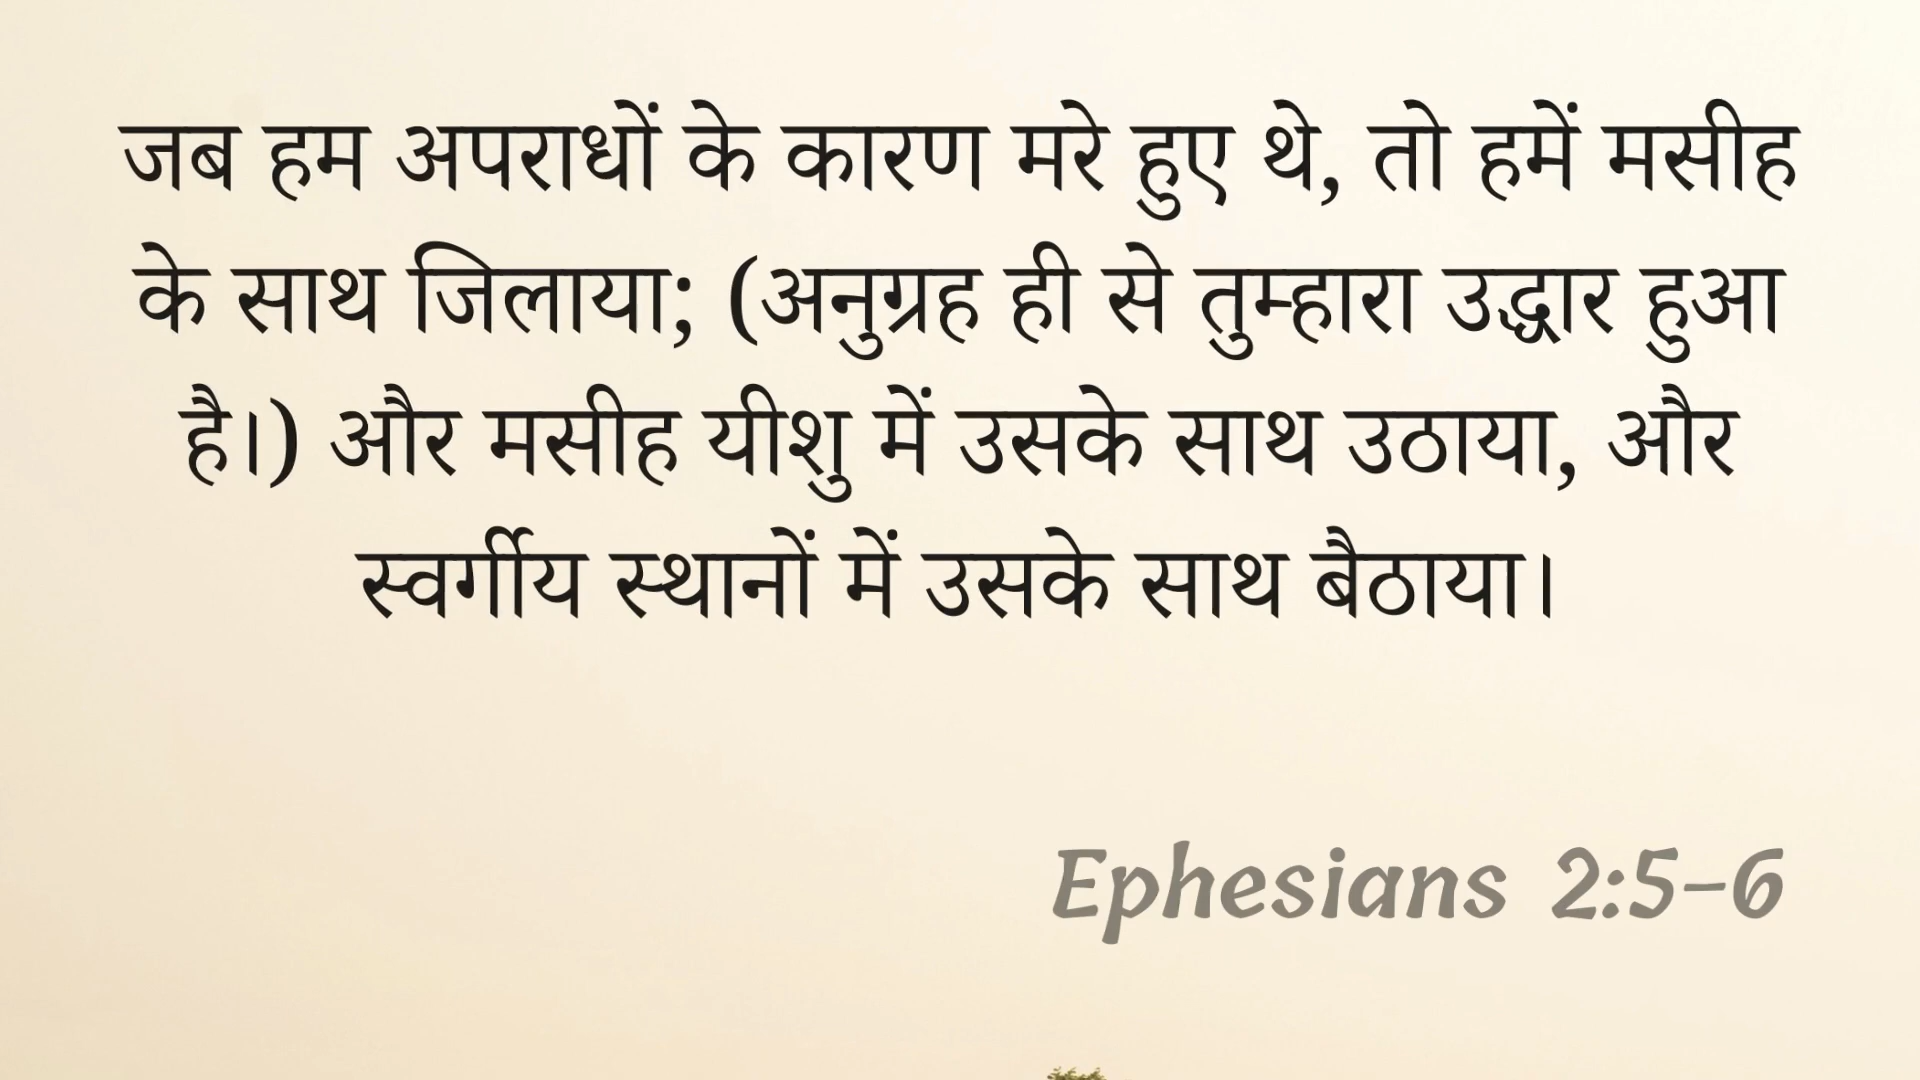 जब हम अपराधों के कारण मरे हुए थे, तो हमें मसीह
के साथ जिलाया; (अनुग्रह ही से तुम्हारा उद्धार हुआ
है।) और मसीह यीशु में उसके साथ उठाया, और
स्वर्गीय स्थानों में उसके साथ बैठाया।
Ephesians 2:5–6